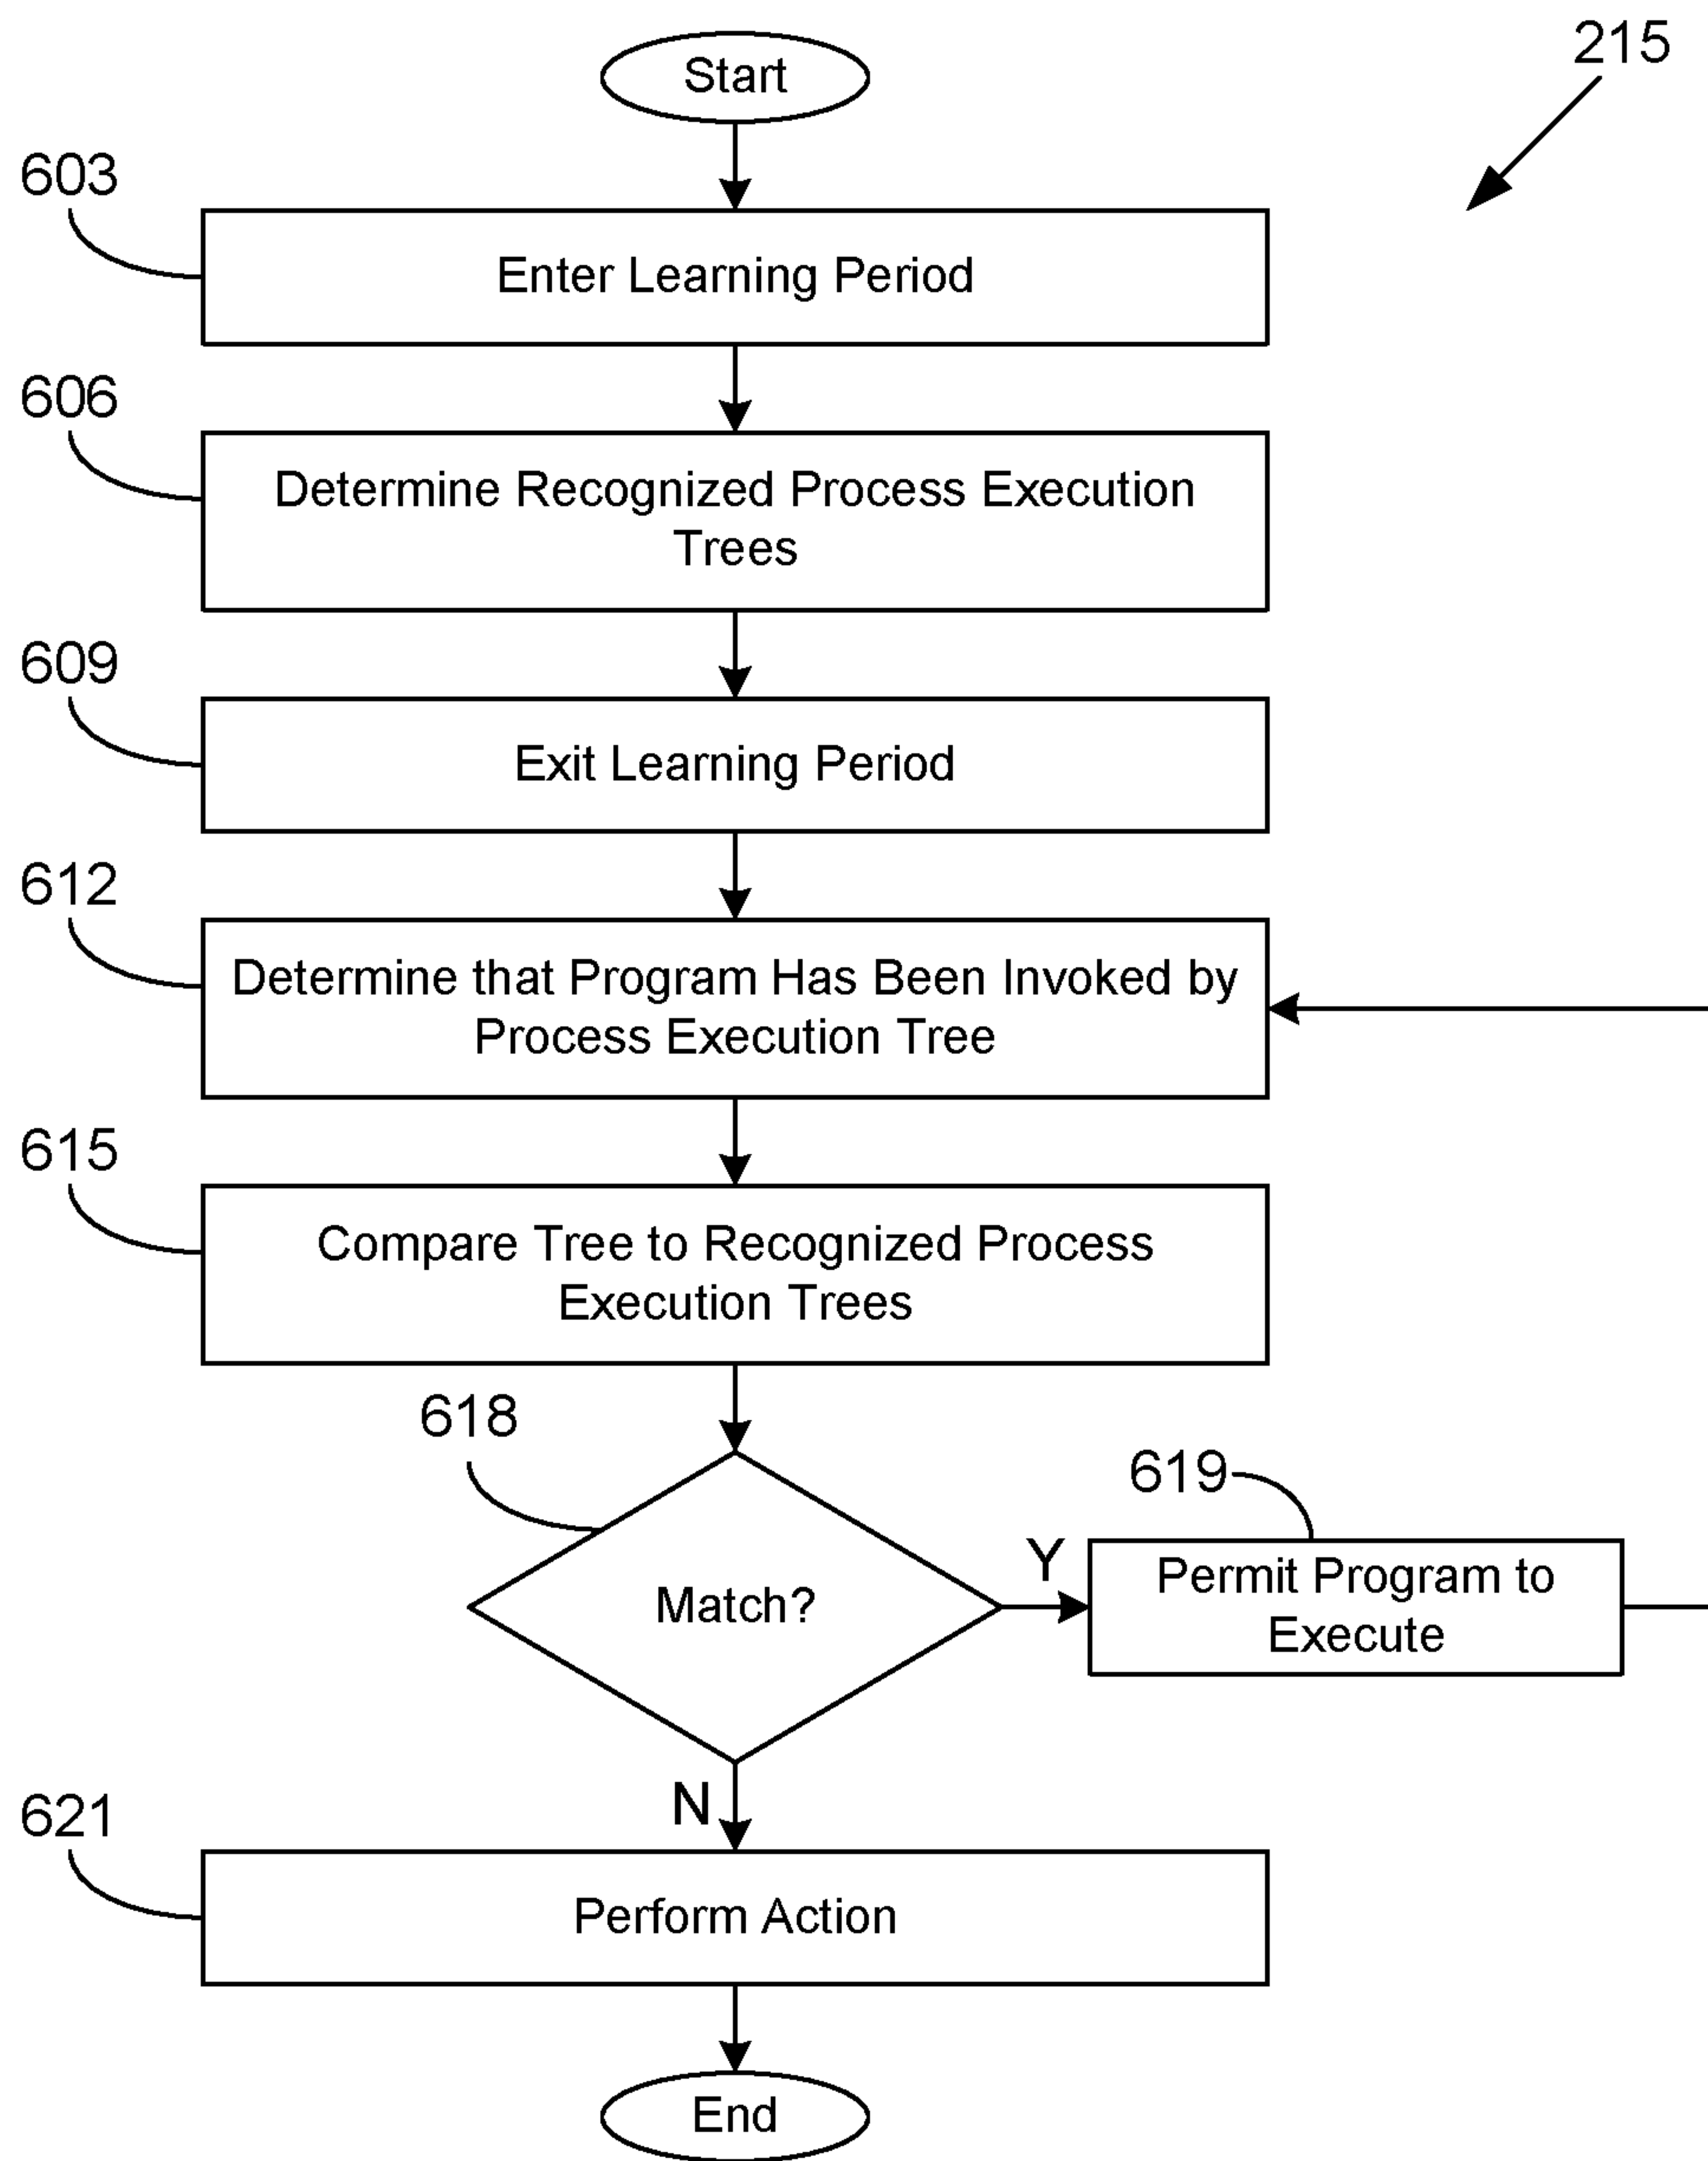 Start
215
603
Enter Learning Period
606
Determine Recognized Process Execution
Trees
609
Exit Learning Period
612
Determine that Program Has Been Invoked by
Process Execution Tree
615
Compare Tree to Recognized Process
Execution Trees
618
Match?
Y
619
Permit Program to
Execute
N
621
Perform Action
End